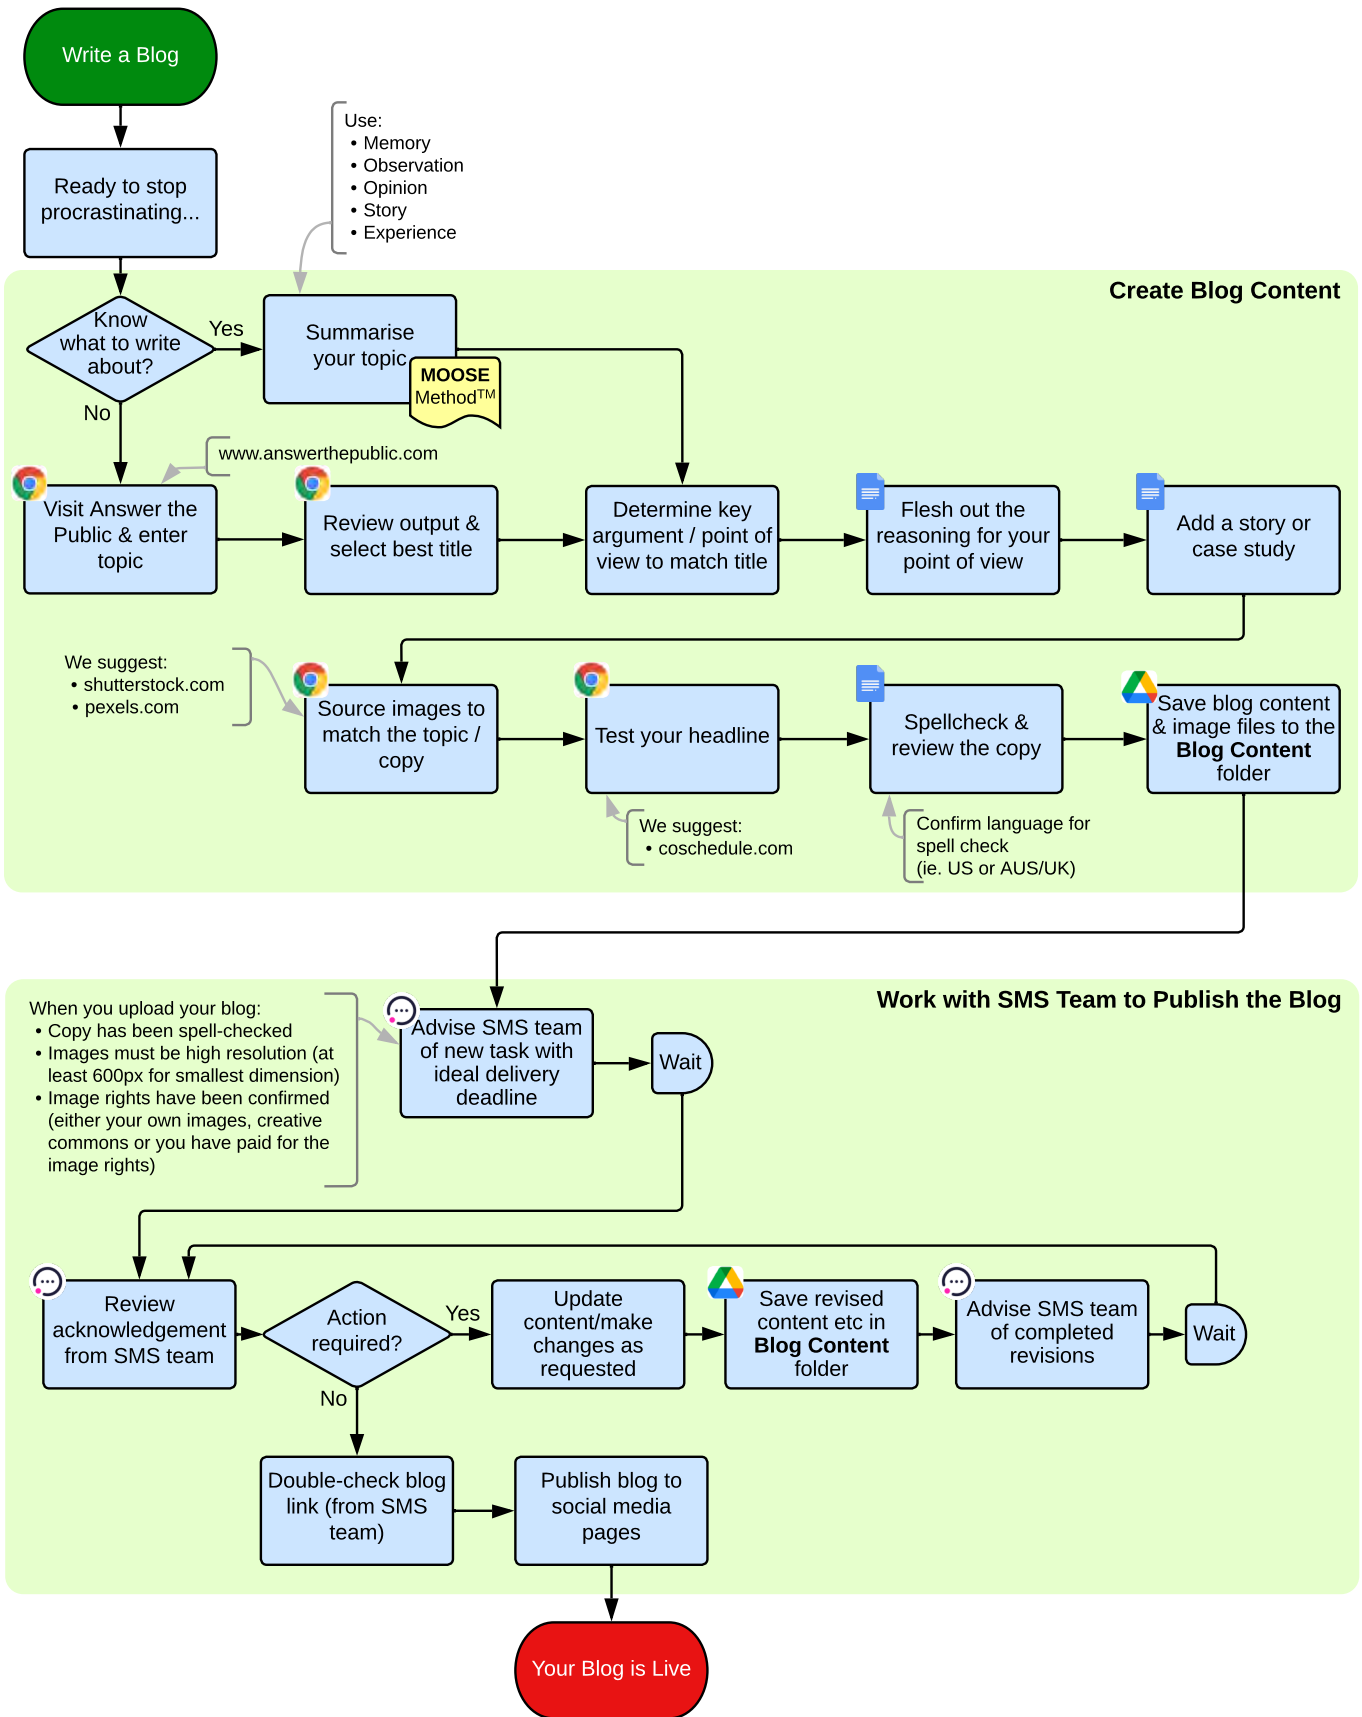 Write a Blog
Ready to stop
procrastinating...
Use:
• Memory
• Observation
• Opinion
• Story
• Experience
Create Blog Content
Know
what to write
about?
Yes
No
Summarise
your topic
MOOSE
Method™
www.answerthepublic.com
Visit Answer the
Public & enter
topic
Review output &
select best title
Determine key
argument / point of
view to match title
Flesh out the
reasoning for your
point of view
Add a story or
case study
We suggest:
• shutterstock.com
• pexels.com
Source images to
match the topic /
copy
Test your headline
Spellcheck &
review the copy
Save blog content
& image files to the
Blog Content
folder
We suggest:
• coschedule.com
Confirm language for
spell check
(ie. US or AUS/UK)
Work with SMS Team to Publish the Blog
When you upload your blog:
• Copy has been spell-checked
• Images must be high resolution (at
least 600px for smallest dimension)
• Image rights have been confirmed
(either your own images, creative
commons or you have paid for the
image rights)
Advise SMS team
of new task with
ideal delivery
deadline
Wait
Review
acknowledgement
from SMS team
Action
required?
Yes
No
Update
content/make
changes as
requested
Save revised
content etc in
Blog Content
folder
Advise SMS team
of completed
revisions
Wait
Double-check blog
link (from SMS
team)
Publish blog to
social media
pages
Your Blog is Live